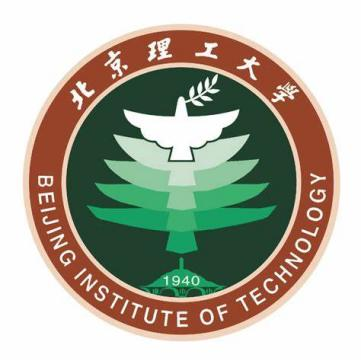 北京理工大学
1940
BEIJING INSTITUTE OF TECHNOLOGY